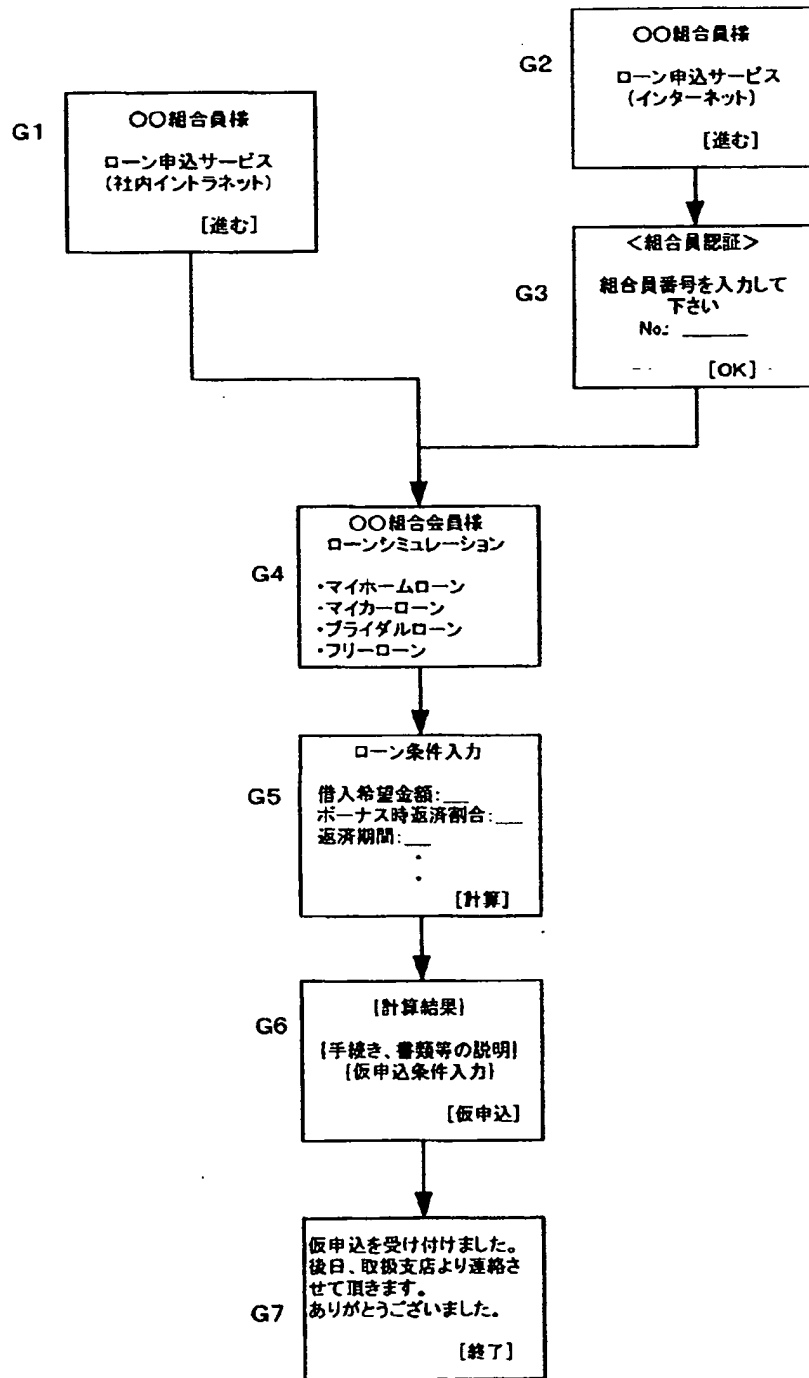 G1
〇〇組合員様
ローン申込サービス
(社内イントラネット)
[進む]
G2
〇〇組合員様
ローン申込サービス
(インターネット)
[進む]
G3
<組合員認証>
組合員番号を入力して
下さい
No.: ______
[OK]
G4
〇〇組合会員様
ローンシミュレーション
・マイホームローン
・マイカーローン
・ブライダルローン
・フリーローン
G5
ローン条件入力
借入希望金額:__
ボーナス時返済割合:__
返済期間:__
・
・
[計算]
G6
{計算結果}
{手続き、書類等の説明}
{仮申込条件入力}
[仮申込]
G7
仮申込を受け付けました。
後日、取扱支店より連絡さ
せて頂きます。
ありがとうございました。
[終了]